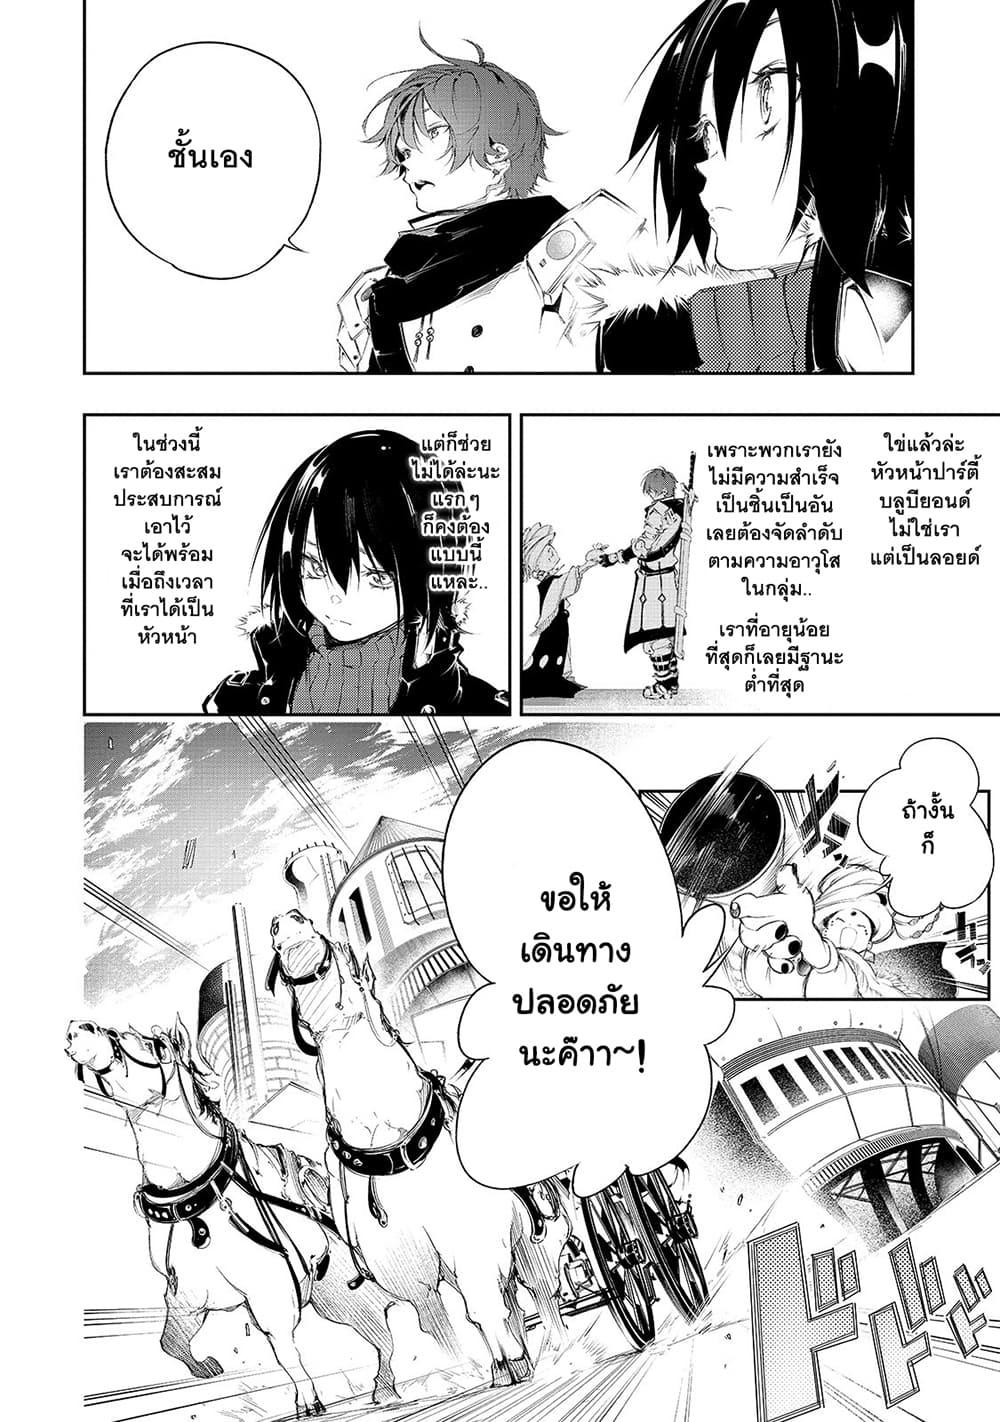 ชั้นเอง
ใช่แล้วล่ะ
หัวหน้าปาร์ตี้
บลูบียอนด์
ไม่ใช่เรา
แต่เป็นลอยด์
เพราะพวกเรายัง
ไม่มีความสำเร็จ
เป็นชิ้นเป็นอัน
เลยต้องจัดลำดับ
ตามความอาวุโส
ในกลุ่ม..
เราที่อายุน้อย
ที่สุดก็เลยมีฐานะ
ต่ำที่สุด
แต่ก็ช่วย
ไม่ได้ล่ะนะ
แรกๆ
ก็คงต้อง
แบบนี้
แหละ..
ในช่วงนี้
เราต้องสะสม
ประสบการณ์
เอาไว้
จะได้พร้อม
เมื่อถึงเวลา
ที่เราได้เป็น
หัวหน้า
ถ้างั้น
ก็
ขอให้
เดินทาง
ปลอดภัย
นะค๊าา~!
ドドド